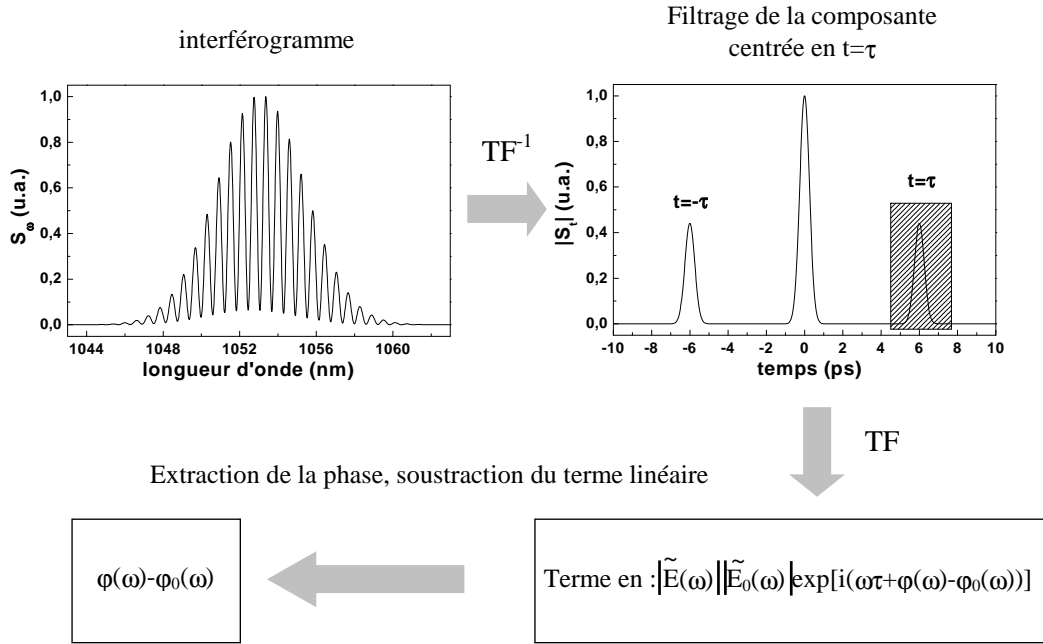 interférogramme
Filtrage de la composante
centrée en t=τ
1,0
0,8
0,6
0,4
0,2
0,0
S_ω (u.a.)
1044 1048 1052 1056 1060
longueur d'onde (nm)
TF⁻¹
1,0
0,8
0,6
0,4
0,2
0,0
|S_t| (u.a.)
t=-τ
t=τ
-10 -8 -6 -4 -2 0 2 4 6 8 10
temps (ps)
TF
Extraction de la phase, soustraction du terme linéaire
φ(ω)-φ₀(ω)
Terme en :|Ẽ(ω)||Ẽ₀(ω)|exp[i(ωτ+φ(ω)-φ₀(ω))]